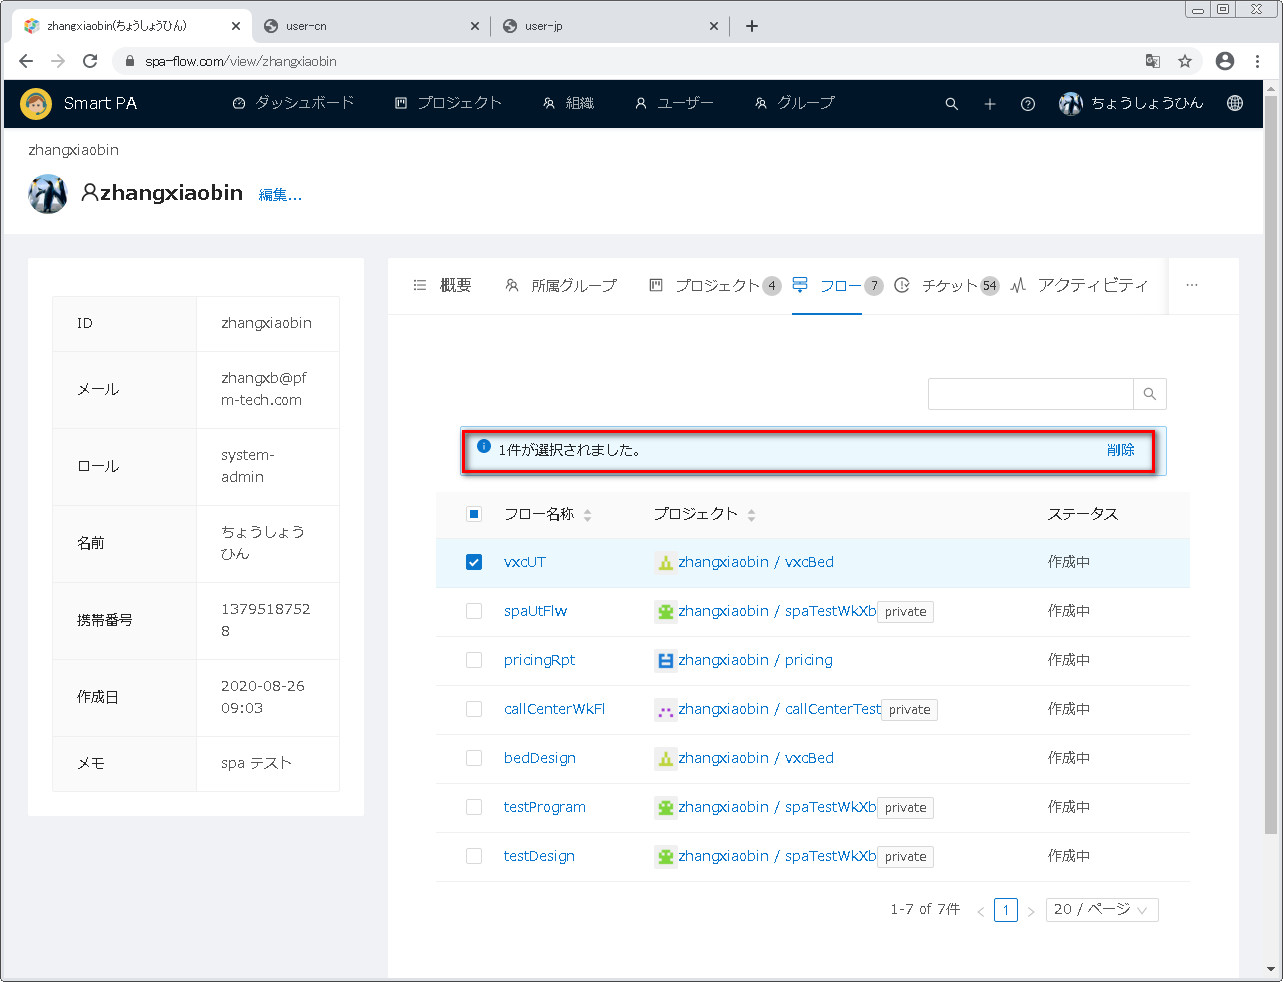 zhangxiaobin(ちょうしょうひん)
user-cn
user-jp
spa-flow.com/view/zhangxiaobin
Smart PA
ダッシュボード
プロジェクト
組織
ユーザー
グループ
ちょうしょうひん
zhangxiaobin
zhangxiaobin 編集...
概要
所属グループ
プロジェクト 4
フロー 7
チケット 54
アクティビティ
ID zhangxiaobin
メール zhangxb@pf
m-tech.com
ロール system-
admin
名前 ちょうしょう
ひん
携帯番号 1379518752
8
作成日 2020-08-26
09:03
メモ spa テスト
1件が選択されました。 削除
フロー名称 プロジェクト ステータス
vxcUT zhangxiaobin / vxcBed 作成中
spaUtFlw zhangxiaobin / spaTestWkXb private 作成中
pricingRpt zhangxiaobin / pricing 作成中
callCenterWkFl zhangxiaobin / callCenterTest private 作成中
bedDesign zhangxiaobin / vxcBed 作成中
testProgram zhangxiaobin / spaTestWkXb private 作成中
testDesign zhangxiaobin / spaTestWkXb private 作成中
1-7 of 7件 < 1 > 20 / ページ